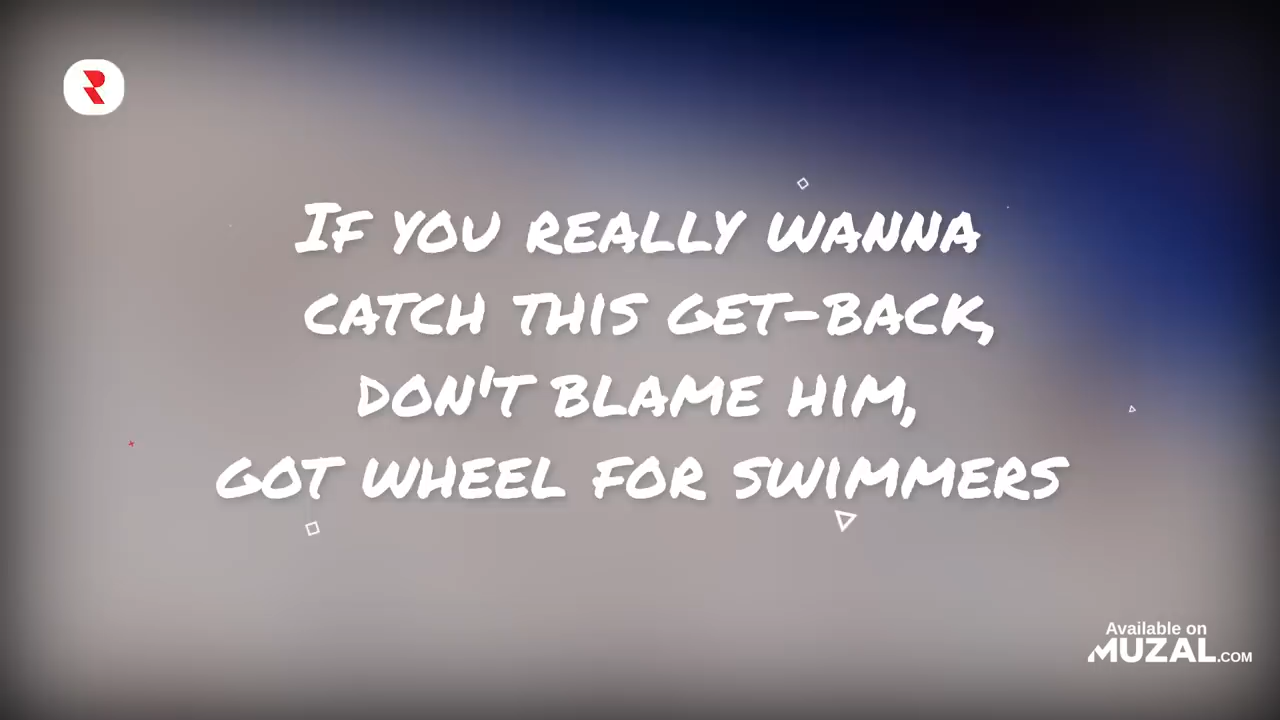 R
If you really wanna
catch this get-back,
don't blame him,
got wheel for swimmers
Available on
MUZAL.COM